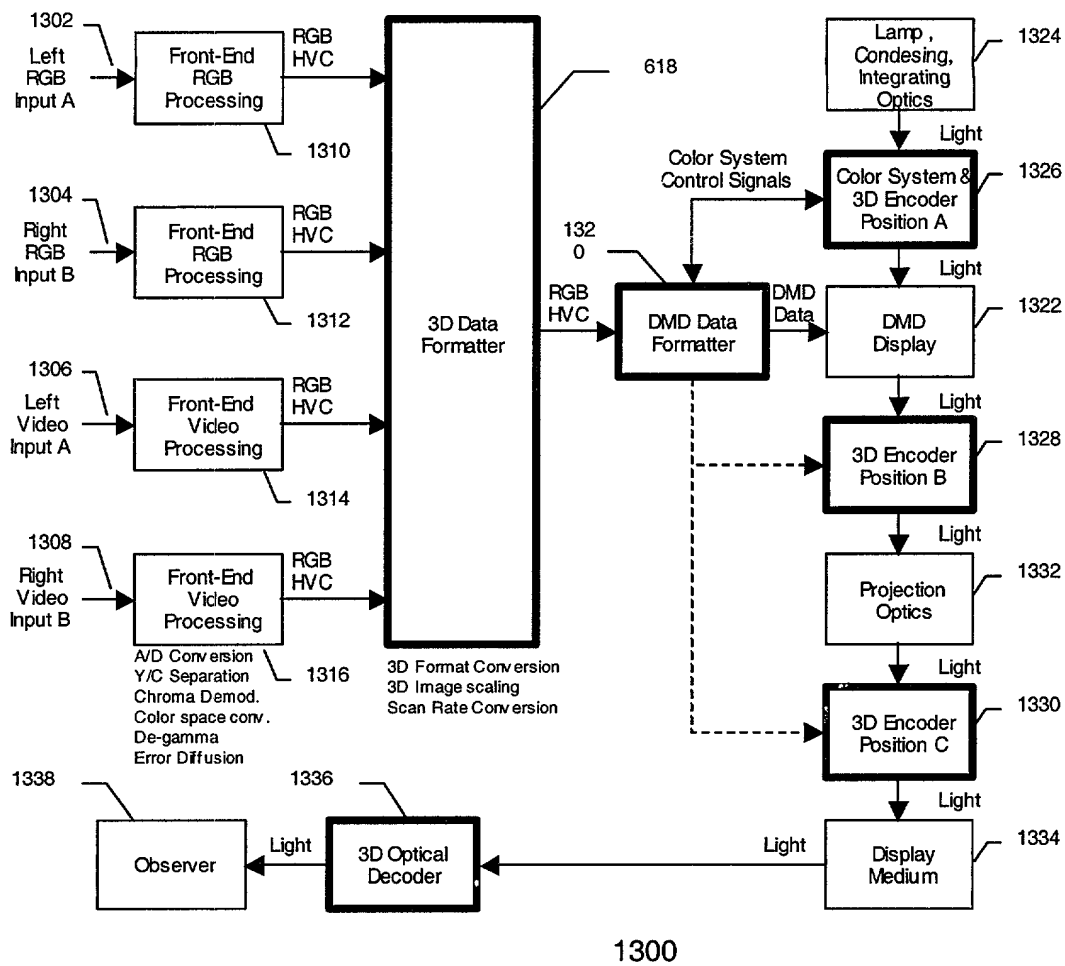 1302
Left
RGB
Input A
Front-End
RGB
Processing
RGB
HVC
1310
1304
Right
RGB
Input B
Front-End
RGB
Processing
RGB
HVC
1312
1306
Left
Video
Input A
Front-End
Video
Processing
RGB
HVC
1314
1308
Right
Video
Input B
Front-End
Video
Processing
RGB
HVC
1316
A/D Conversion
Y/C Separation
Chroma Demod.
Color space conv.
De-gamma
Error Diffusion
3D Data
Formatter
618
3D Format Conversion
3D Image scaling
Scan Rate Conversion
RGB
HVC
132
0
DMD Data
Formatter
Color System
Control Signals
DMD
Data
Lamp ,
Condesing,
Integrating
Optics
1324
Light
Color System &
3D Encoder
Position A
1326
Light
DMD
Display
1322
Light
3D Encoder
Position B
1328
Light
Projection
Optics
1332
Light
3D Encoder
Position C
1330
Light
Display
Medium
1334
Light
3D Optical
Decoder
1336
Light
Observer
1338
1300